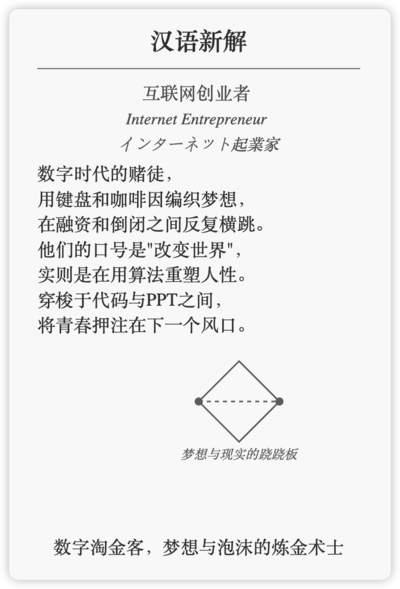 汉语新解
互联网创业者
Internet Entrepreneur
インターネット起業家
数字时代的赌徒，
用键盘和咖啡因编织梦想，
在融资和倒闭之间反复横跳。
他们的口号是"改变世界"，
实则是在用算法重塑人性。
穿梭于代码与PPT之间，
将青春押注在下一个风口。
梦想与现实的跷跷板
数字淘金客，梦想与泡沫的炼金术士